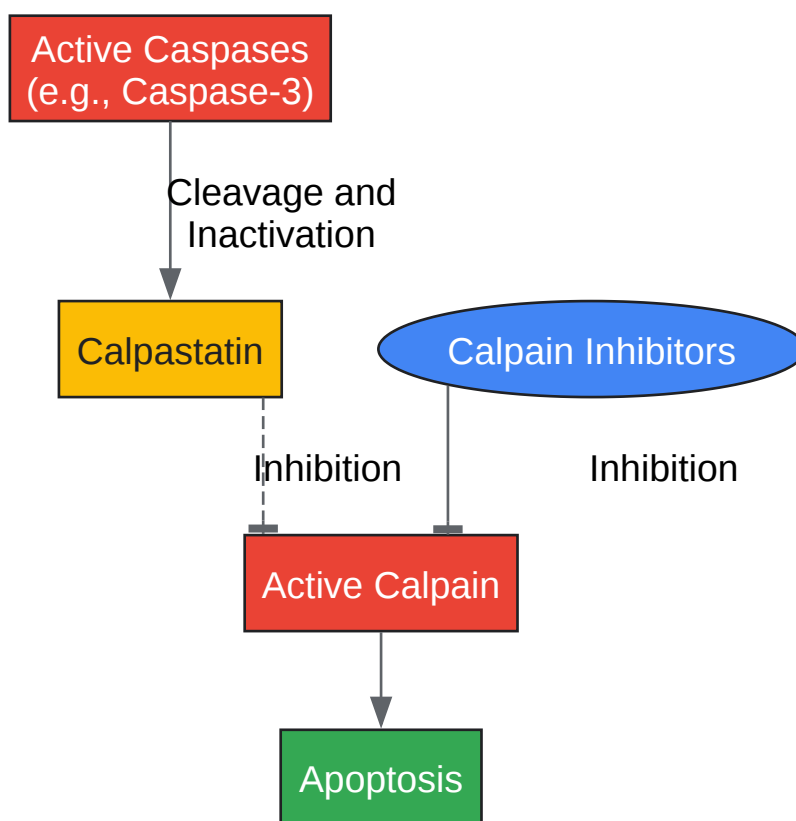 Active Caspases
(e.g., Caspase-3)
Cleavage and
Inactivation
Calpastatin
Calpain Inhibitors
Inhibition
Inhibition
Active Calpain
Apoptosis